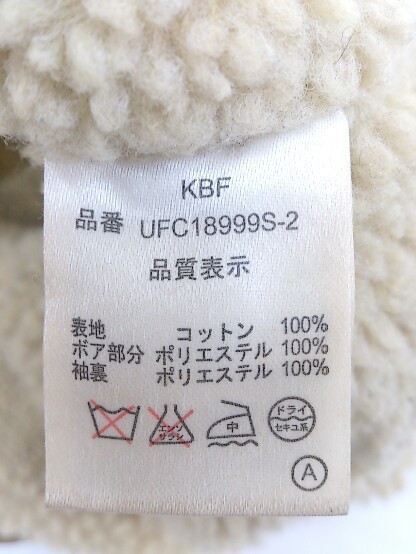 KBF
品番 UFC18999S-2
品質表示
表地 コットン 100%
ボア部分 ポリエステル 100%
袖裏 ポリエステル 100%
エンソ サラシ 中 ドライ セキユ系
A